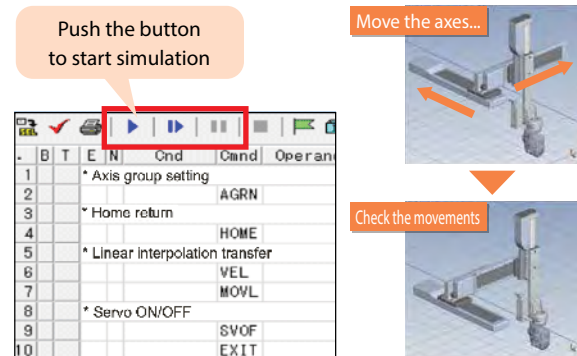 Push the button
to start simulation
Move the axes...
B T E N Cnd Cmnd Operan
1 * Axis group setting
2 AGRN
3 * Home return
4 HOME
5 * Linear interpolation transfer
6 VEL
7 MOVL
8 * Servo ON/OFF
9 SVOF
10 EXIT
Check the movements